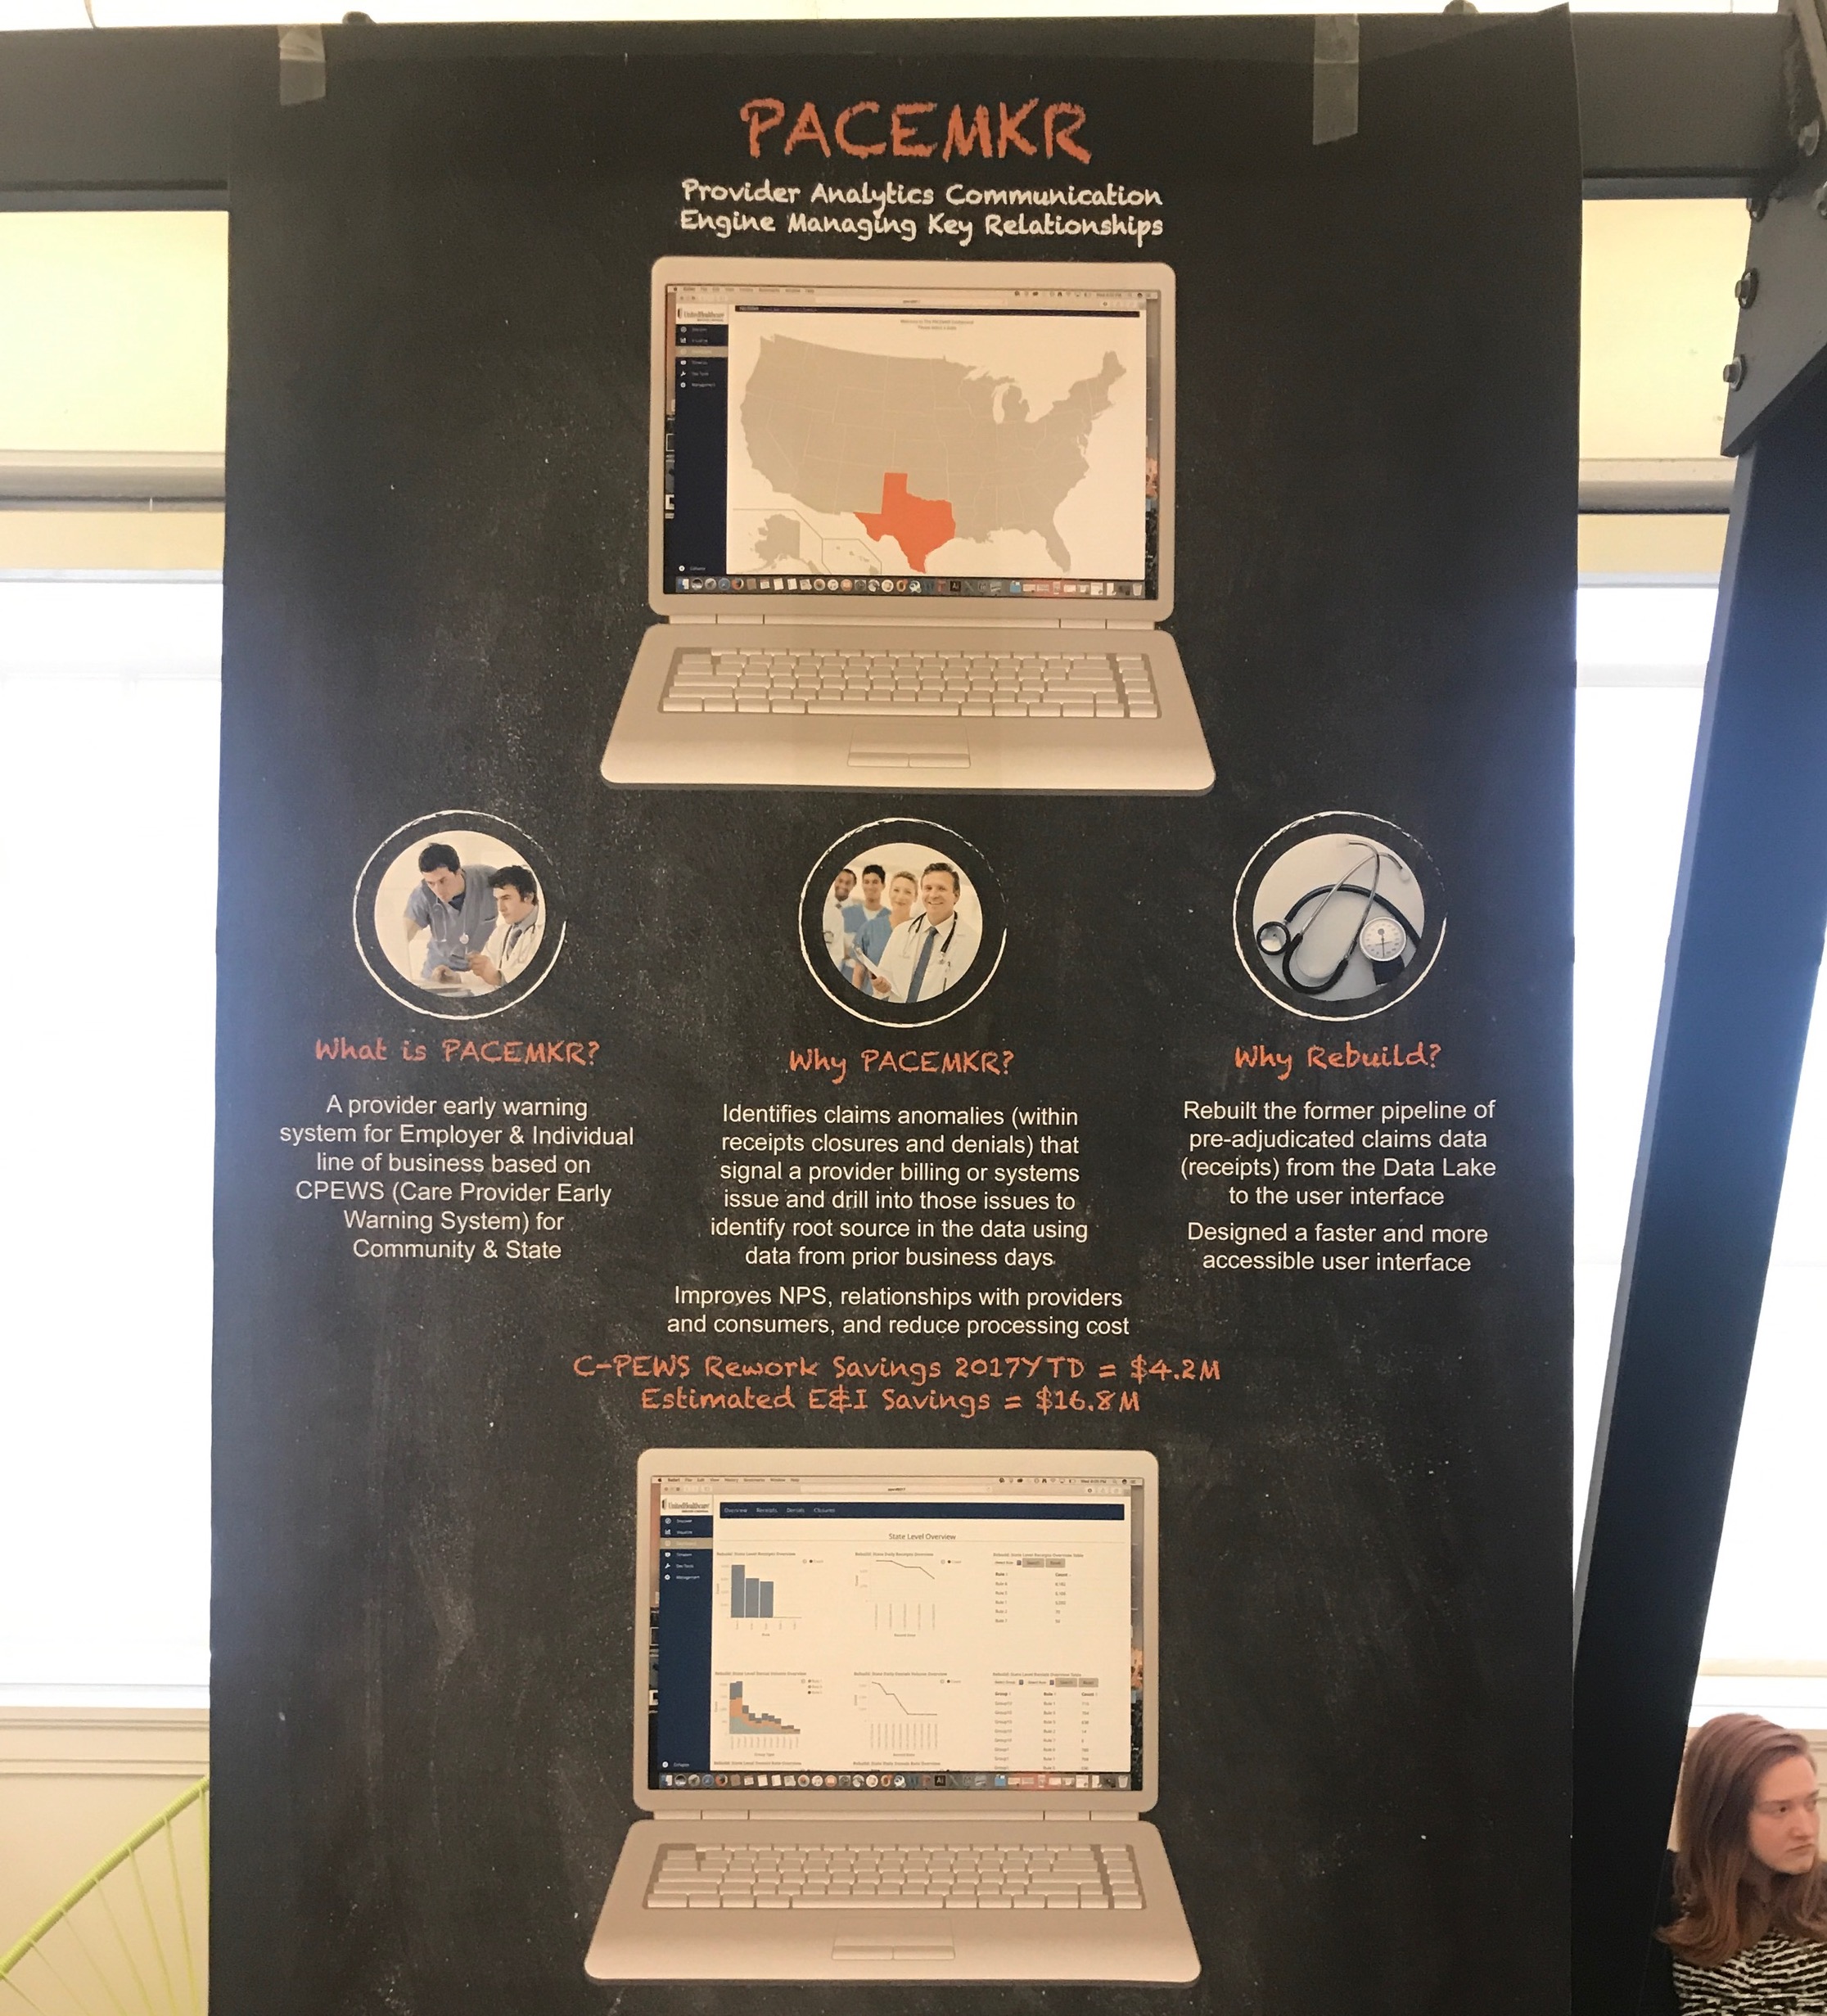 PACEMKR
Provider Analytics Communication
Engine Managing Key Relationships
UnitedHealthcare
What is PACEMKR?
A provider early warning
system for Employer & Individual
line of business based on
CPEWS (Care Provider Early
Warning System) for
Community & State
Why PACEMKR?
Identifies claims anomalies (within
receipts closures and denials) that
signal a provider billing or systems
issue and drill into those issues to
identify root source in the data using
data from prior business days
Improves NPS, relationships with providers
and consumers, and reduce processing cost
Why Rebuild?
Rebuilt the former pipeline of
pre-adjudicated claims data
(receipts) from the Data Lake
to the user interface
Designed a faster and more
accessible user interface
C-PEWS Rework Savings 2017YTD = $4.2M
Estimated E&I Savings = $16.8M
UnitedHealthcare
Overview Receipts Denials Closures
State Level Overview